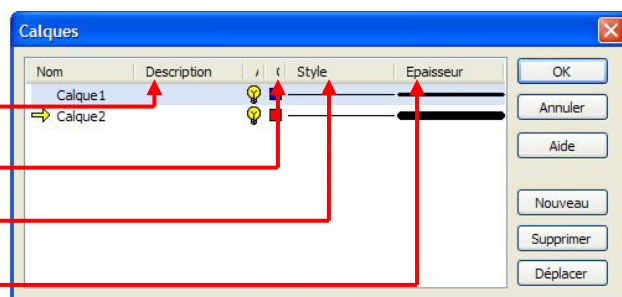 Calques
Nom Description Style Epaisseur OK
Calque1
Calque2
Annuler
Aide
Nouveau
Supprimer
Déplacer